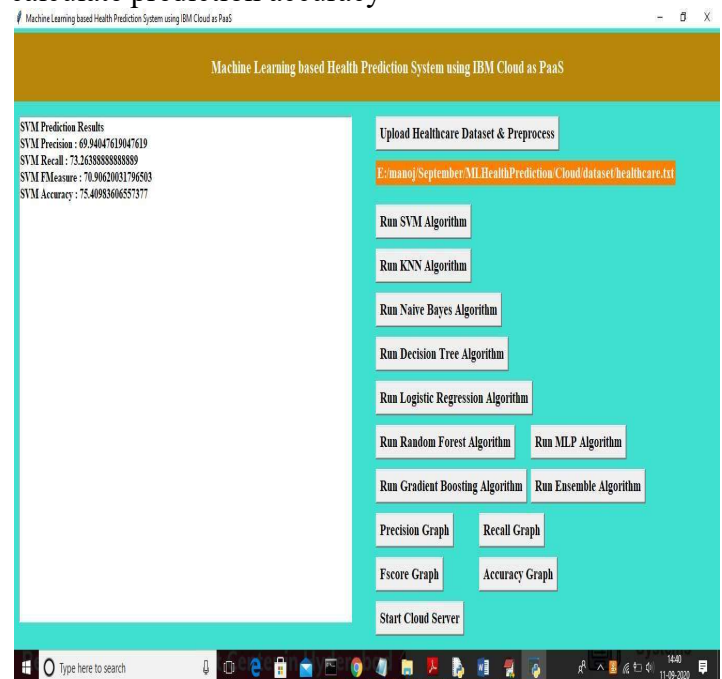 calculate prediction accuracy
Machine Learning based Health Prediction System using IBM Cloud as PaaS
Machine Learning based Health Prediction System using IBM Cloud as PaaS
SVM Prediction Results
SVM Precision : 69.94047619047619
SVM Recall : 73.26388888888889
SVM FMeasure : 70.90620031796503
SVM Accuracy : 75.40983606557377
Upload Healthcare Dataset & Preprocess
E:/manoj/September/MLHealthPrediction/Cloud/dataset/healthcare.txt
Run SVM Algorithm
Run KNN Algorithm
Run Naive Bayes Algorithm
Run Decision Tree Algorithm
Run Logistic Regression Algorithm
Run Random Forest Algorithm Run MLP Algorithm
Run Gradient Boosting Algorithm Run Ensemble Algorithm
Precision Graph Recall Graph
Fscore Graph Accuracy Graph
Start Cloud Server
Type here to search
14:40
11-09-2020